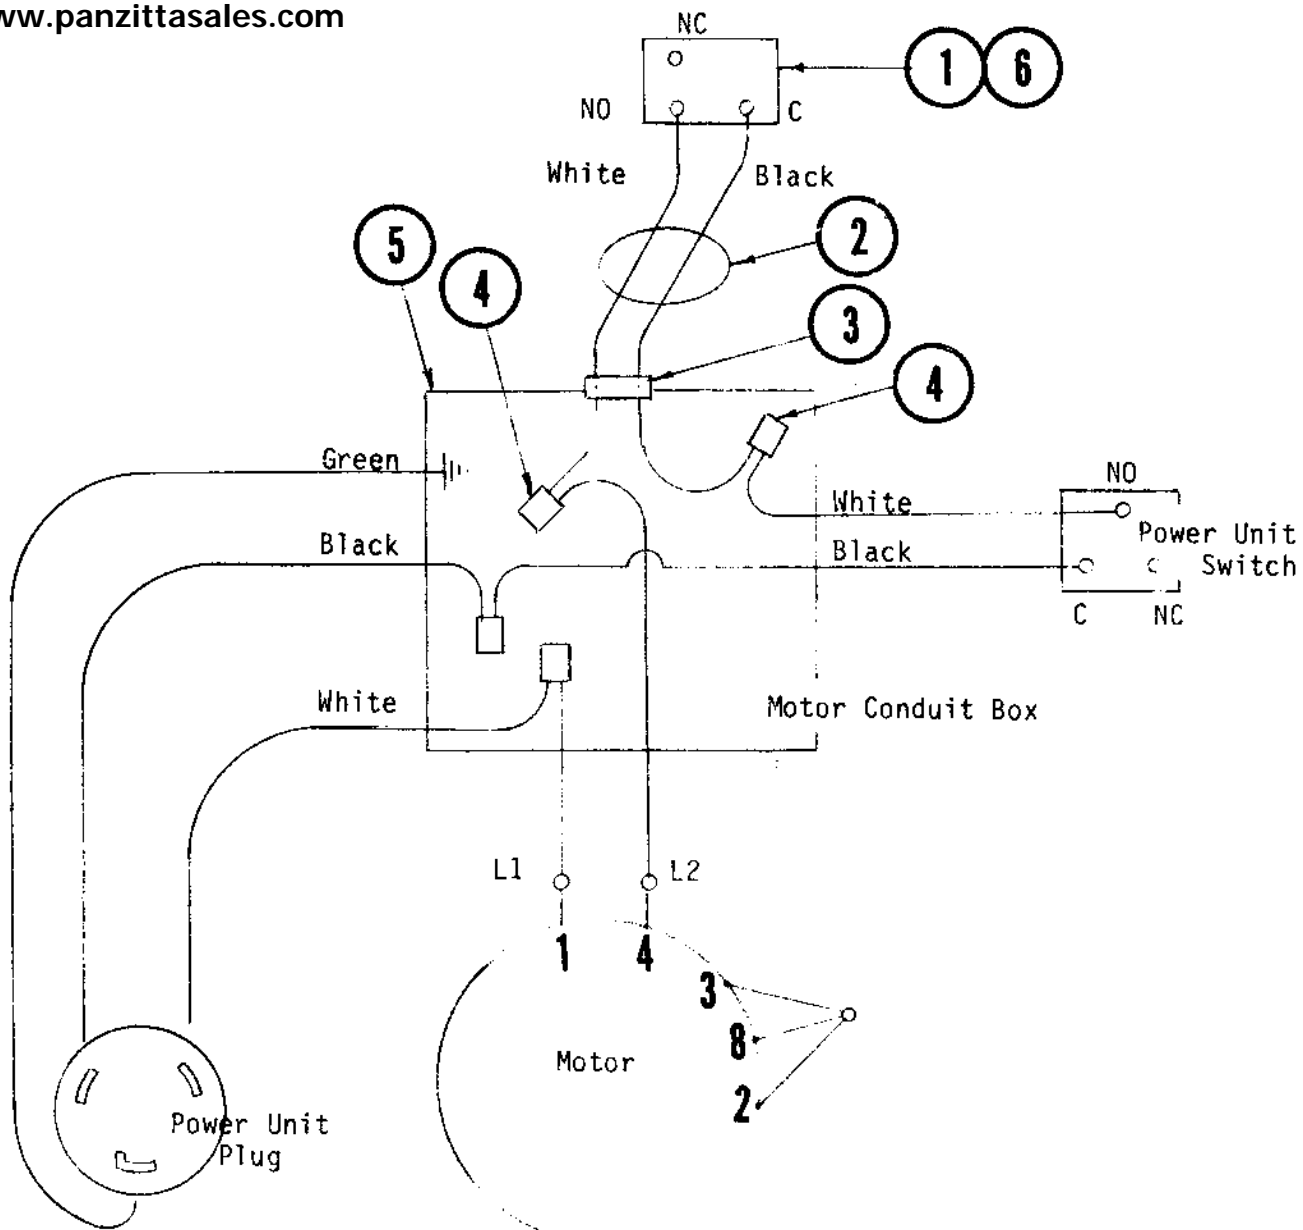 ww.panzittasales.com
NC
1 6
NO
C
White
Black
2
5
4
3
4
Green
NO
White
Power Unit
Switch
Black
Black
C
NC
White
Motor Conduit Box
L1
L2
1
4
3
8
Motor
2
Power Unit
Plug